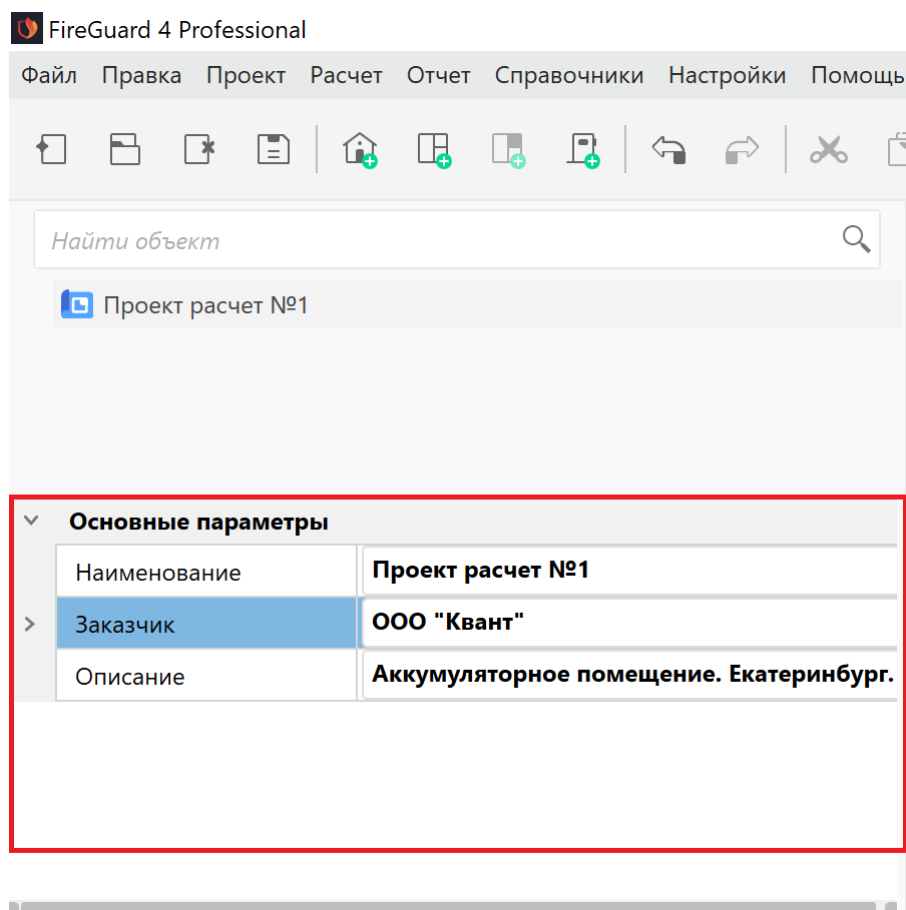 FireGuard 4 Professional
Файл Правка Проект Расчет Отчет Справочники Настройки Помощь
Найти объект
Проект расчет №1
Основные параметры
Наименование Проект расчет №1
Заказчик ООО "Квант"
Описание Аккумуляторное помещение. Екатеринбург.